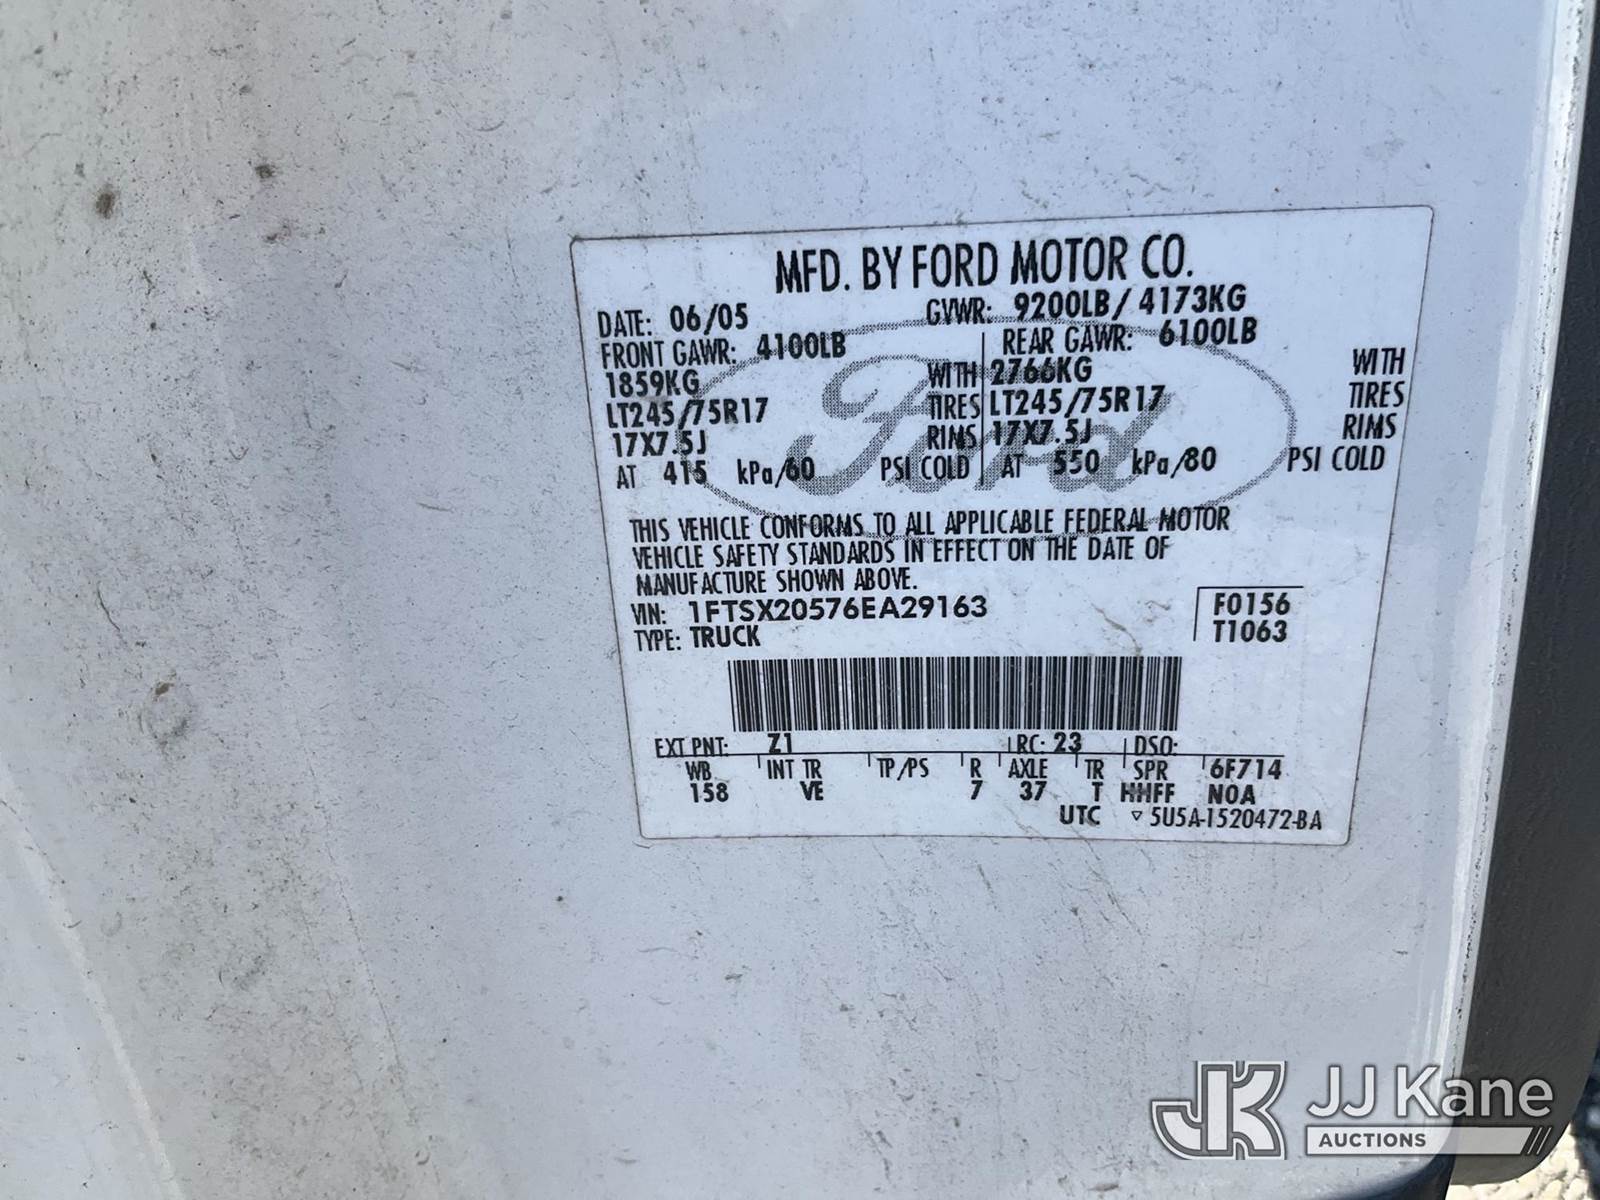 MFD. BY FORD MOTOR CO.
DATE: 06/05 GVWR: 9200LB/ 4173KG
FRONT GAWR: 4100LB REAR GAWR: 6100LB
1859KG WITH 2766KG WITH
LT245/75R17 TIRES LT245/75R17 TIRES
17X7.5J RIMS 17X7.5J RIMS
AT 415 kPa/60 PSI COLD AT 550 kPa/80 PSI COLD
Ford
THIS VEHICLE CONFORMS TO ALL APPLICABLE FEDERAL MOTOR
VEHICLE SAFETY STANDARDS IN EFFECT ON THE DATE OF
MANUFACTURE SHOWN ABOVE.
VIN: 1FTSX20576EA29163 F0156
TYPE: TRUCK T1063
EXT PNT: Z1 RC: 23 DSO:
WB INT TR TP/PS R AXLE TR SPR 6F714
158 VE 7 37 T HHFF NOA
UTC ▽ 5U5A-1520472-BA
JK JJ Kane
AUCTIONS